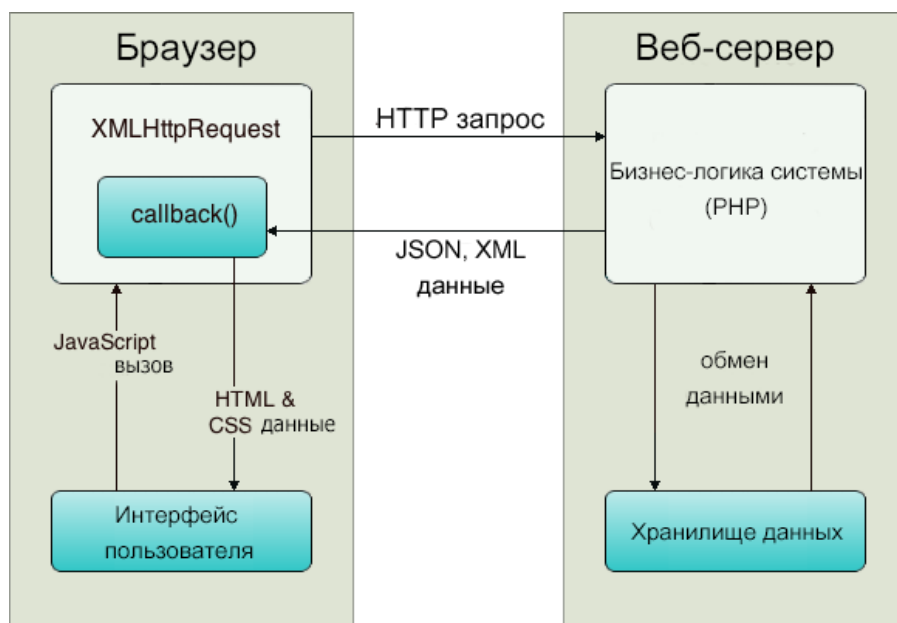 Браузер
XMLHttpRequest
callback()
JavaScript
вызов
HTML &
CSS данные
Интерфейс
пользователя
HTTP запрос
JSON, XML
данные
Веб-сервер
Бизнес-логика системы
(PHP)
обмен
данными
Хранилище данных